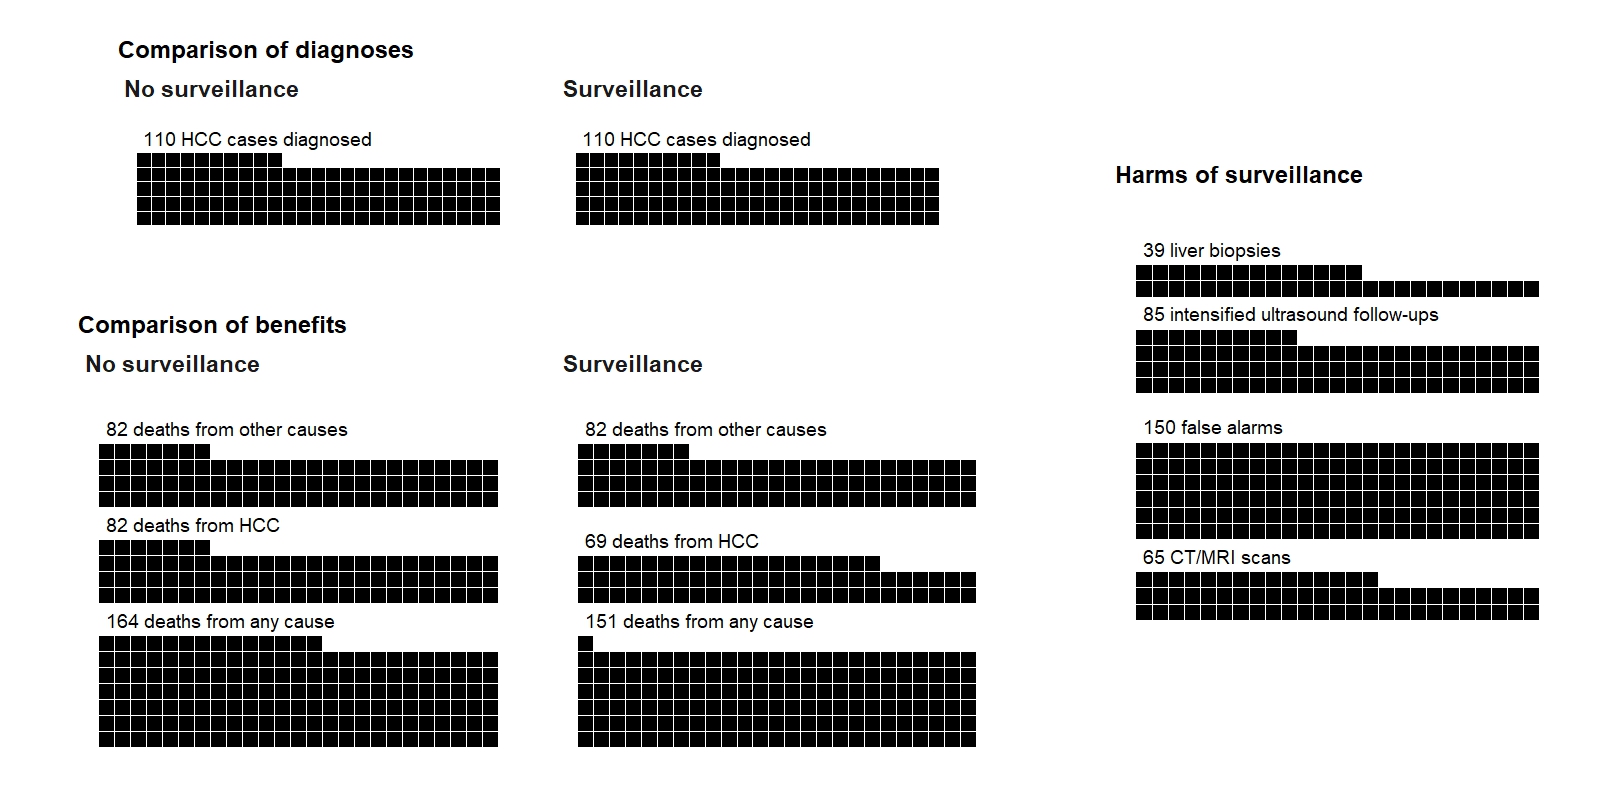 Comparison of diagnoses
No surveillance
Surveillance
110 HCC cases diagnosed
110 HCC cases diagnosed
Comparison of benefits
No surveillance
Surveillance
82 deaths from other causes
82 deaths from other causes
82 deaths from HCC
69 deaths from HCC
164 deaths from any cause
151 deaths from any cause
Harms of surveillance
39 liver biopsies
85 intensified ultrasound follow-ups
150 false alarms
65 CT/MRI scans